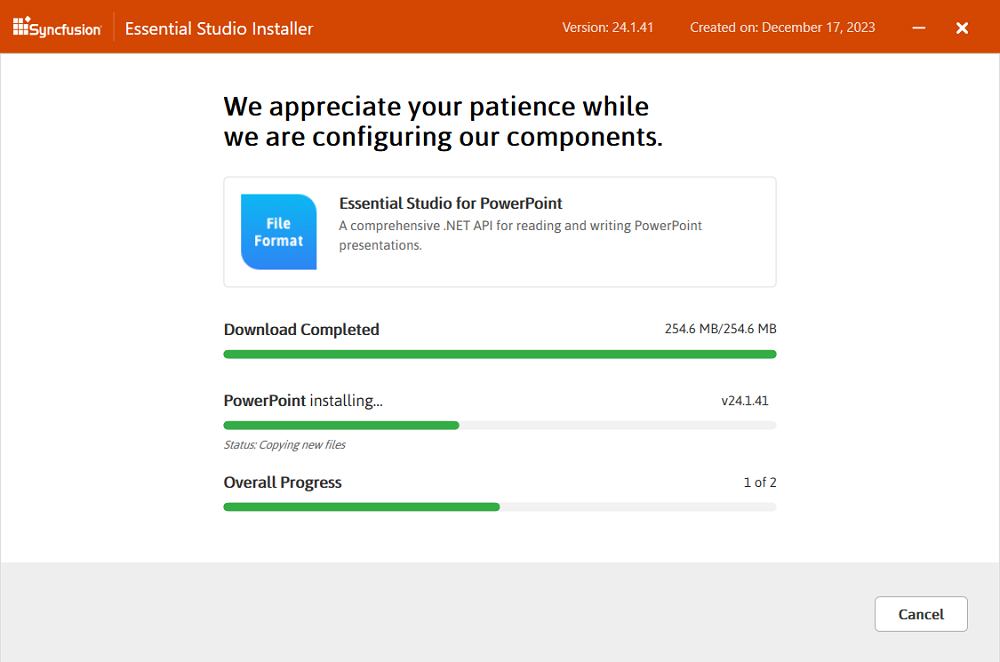 Syncfusion Essential Studio Installer Version: 24.1.41 Created on: December 17, 2023
We appreciate your patience while
we are configuring our components.
File
Format
Essential Studio for PowerPoint
A comprehensive .NET API for reading and writing PowerPoint
presentations.
Download Completed 254.6 MB/254.6 MB
PowerPoint installing... v24.1.41
Status: Copying new files
Overall Progress 1 of 2
Cancel